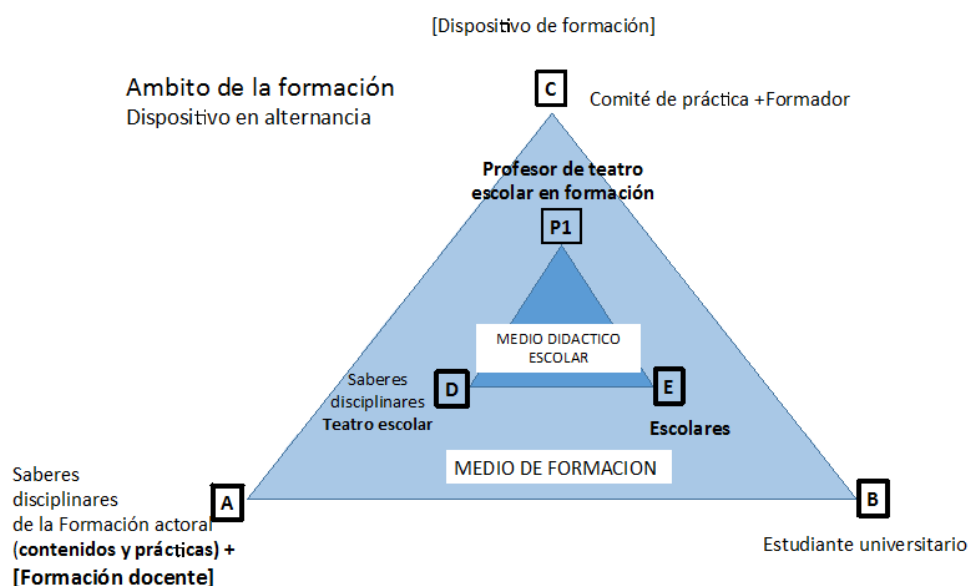 [Dispositivo de formación]
Ambito de la formación
Dispositivo en alternancia
C
Comité de práctica +Formador
Profesor de teatro
escolar en formación
P1
MEDIO DIDACTICO
ESCOLAR
Saberes
disciplinares
Teatro escolar
D
E
Escolares
MEDIO DE FORMACION
Saberes
disciplinares
de la Formación actoral
(contenidos y prácticas) +
[Formación docente]
A
B
Estudiante universitario